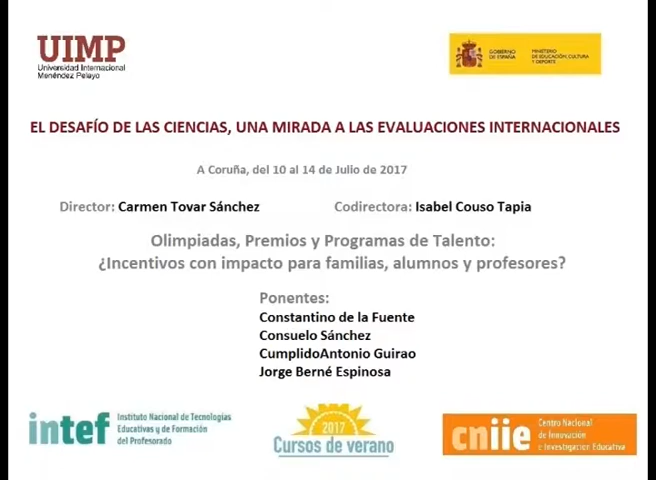 UIMP
Universidad Internacional
Menéndez Pelayo
GOBIERNO
DE ESPAÑA
MINISTERIO
DE EDUCACIÓN, CULTURA
Y DEPORTE
EL DESAFÍO DE LAS CIENCIAS, UNA MIRADA A LAS EVALUACIONES INTERNACIONALES
A Coruña, del 10 al 14 de Julio de 2017
Director: Carmen Tovar Sánchez
Codirectora: Isabel Couso Tapia
Olimpiadas, Premios y Programas de Talento:
¿Incentivos con impacto para familias, alumnos y profesores?
Ponentes:
Constantino de la Fuente
Consuelo Sánchez
CumplidoAntonio Guirao
Jorge Berné Espinosa
intef
Instituto Nacional de Tecnologías
Educativas y de Formación
del Profesorado
2017
Cursos de verano
cniie
Centro Nacional
de Innovación
e Investigación Educativa